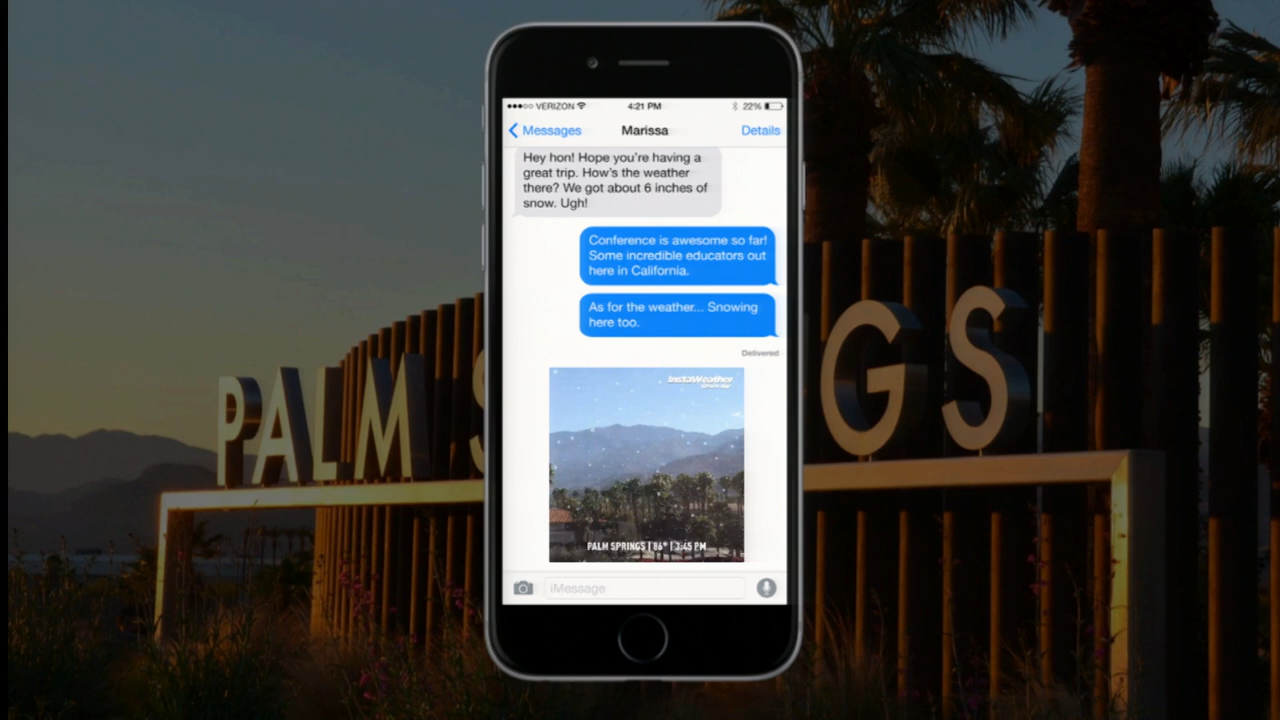 ●●●○○ VERIZON 4:21 PM 22%
Messages Marissa Details
Hey hon! Hope you're having a
great trip. How's the weather
there? We got about 6 inches of
snow. Ugh!
Conference is awesome so far!
Some incredible educators out
here in California.
As for the weather... Snowing
here too.
Delivered
InstaWeather
PALM SPRINGS | 86° | 3:45 PM
iMessage
PALM S GS